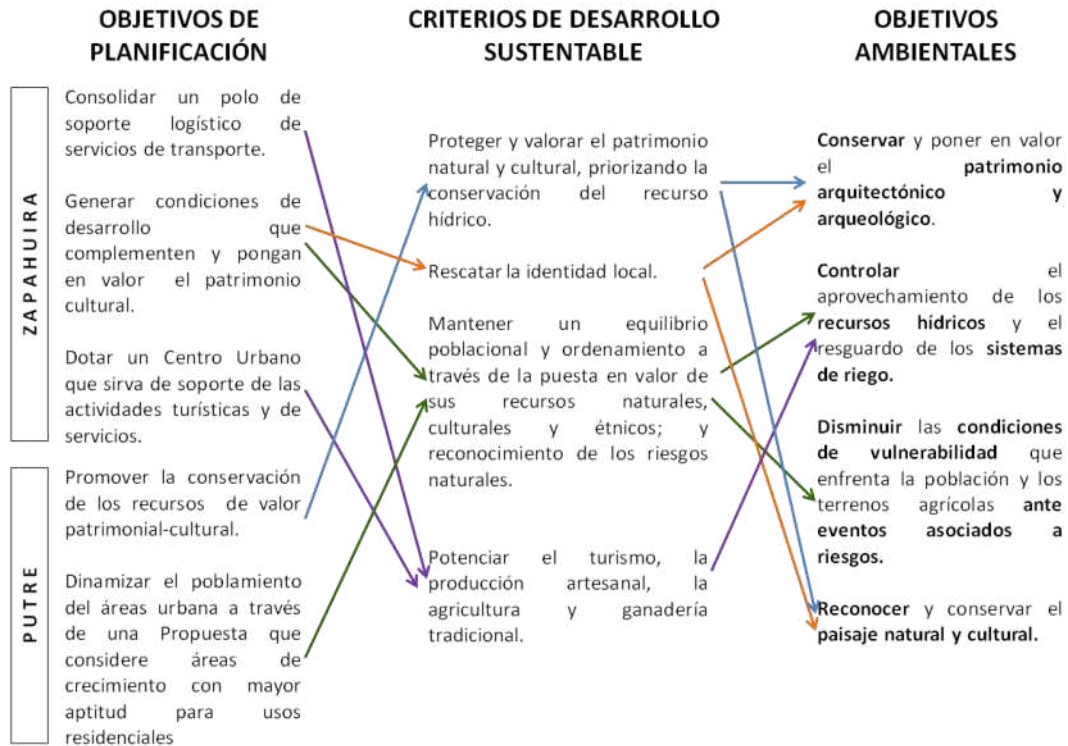 OBJETIVOS DE
PLANIFICACIÓN
CRITERIOS DE DESARROLLO
SUSTENTABLE
OBJETIVOS
AMBIENTALES
ZAPAHUIRA
Consolidar un polo de
soporte logístico de
servicios de transporte.
Generar condiciones de
desarrollo que
complementen y pongan
en valor el patrimonio
cultural.
Dotar un Centro Urbano
que sirva de soporte de las
actividades turísticas y de
servicios.
PUTRE
Promover la conservación
de los recursos de valor
patrimonial-cultural.
Dinamizar el poblamiento
del áreas urbana a través
de una Propuesta que
considere áreas de
crecimiento con mayor
aptitud para usos
residenciales
Proteger y valorar el patrimonio
natural y cultural, priorizando la
conservación del recurso
hídrico.
Rescatar la identidad local.
Mantener un equilibrio
poblacional y ordenamiento a
través de la puesta en valor de
sus recursos naturales,
culturales y étnicos; y
reconocimiento de los riesgos
naturales.
Potenciar el turismo, la
producción artesanal, la
agricultura y ganadería
tradicional.
Conservar y poner en valor
el patrimonio
arquitectónico y
arqueológico.
Controlar el
aprovechamiento de los
recursos hídricos y el
resguardo de los sistemas
de riego.
Disminuir las condiciones
de vulnerabilidad que
enfrenta la población y los
terrenos agrícolas ante
eventos asociados a
riesgos.
Reconocer y conservar el
paisaje natural y cultural.